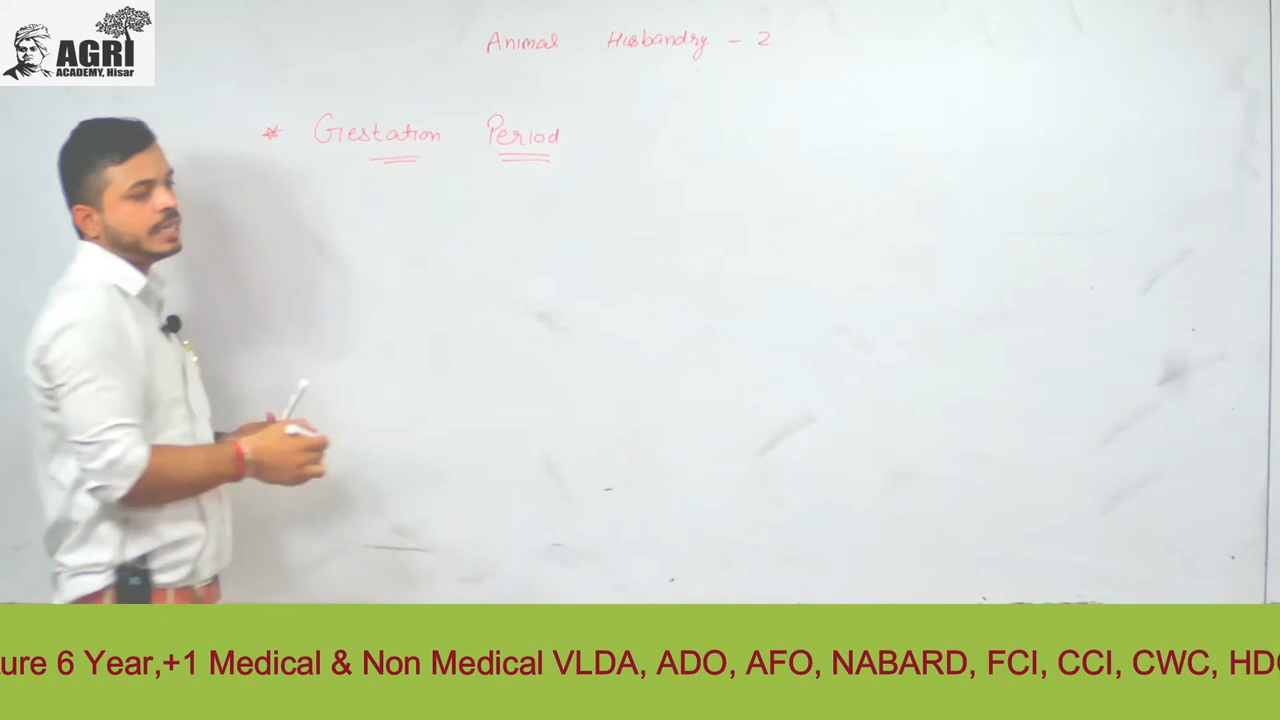 AGRI
ACADEMY, Hisar
Animal Husbandry - 2
* Gestation Period
ure 6 Year,+1 Medical & Non Medical VLDA, ADO, AFO, NABARD, FCI, CCI, CWC, HD